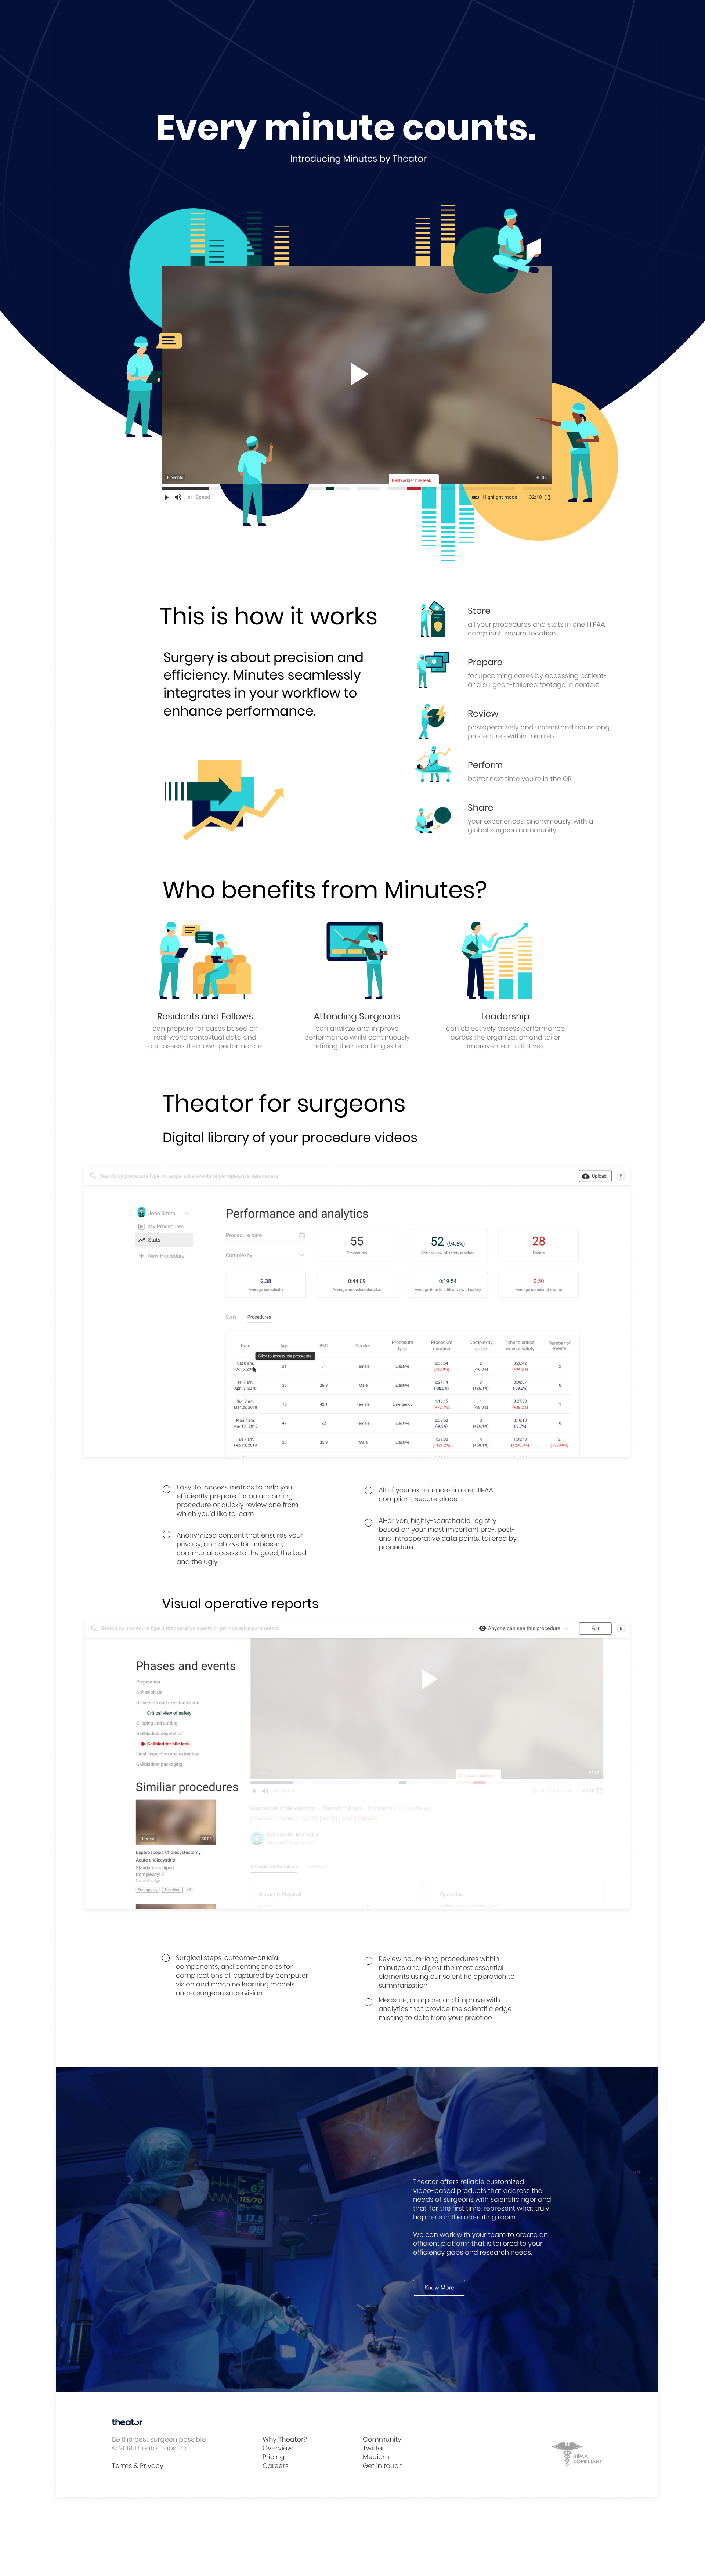 Every minute counts.
Introducing Minutes by Theator
6 events
30:03
Gallbladder bile leak
x1 Speed
Highlight mode
-32:10
This is how it works
Surgery is about precision and
efficiency. Minutes seamlessly
integrates in your workflow to
enhance performance.
Store
all your procedures and stats in one HIPAA
compliant, secure, location
Prepare
for upcoming cases by accessing patient-
and surgeon-tailored footage in context
Review
postoperatively and understand hours long
procedures within minutes
Perform
better next time you're in the OR
Share
your experiences, anonymously, with a
global surgeon community
Who benefits from Minutes?
Residents and Fellows
can prepare for cases based on
real-world contextual data and
can assess their own performance
Attending Surgeons
can analyze and improve
performance while continuously
refining their teaching skills
Leadership
can objectively assess performance
across the organization and tailor
improvement initiatives
Theator for surgeons
Digital library of your procedure videos
Search by procedure type, intraoperative events or perioperative parameters
Upload
John Smith
My Procedures
Stats
New Procedure
Performance and analytics
Procedure date
Complexity
55
Procedures
52 (94.5%)
Critical view of safety reached
28
Events
2.38
Average complexity
0:44:09
Average procedure duration
0:19:54
Average time to critical view of safety
0.50
Average number of events
Stats
Procedures
Date Age BMI Gender Procedure type Procedure duration Complexity grade Time to critical view of safety Number of events
Click to access the procedure
Sat 8 am, Oct 6, 2018 21 31 Female Elective 0:56:54 (+28.9%) 2 (-16.0%) 0:26:42 (+34.2%) 2
Fri 7 am, April 7, 2018 36 26,3 Male Elective 0:27:14 (-38.3%) 3 (+26.1%) 0:08:07 (-59.2%) 0
Sun 8 am, Mar 28, 2018 75 42,1 Female Emergency 1:16:15 (+72.7%) 1 (-58.0%) 0:27:30 (+38.2%) 1
Mon 7 am, Mar 17, 2018 47 22 Female Elective 0:39:58 (-9.5%) 3 (+26.1%) 0:18:10 (-8.7%) 0
Tue 7 am, Feb 13, 2018 50 35.9 Male Elective 1:39:00 (+124.2%) 4 (+68.1%) 1:05:40 (+230.0%) 2 (+300.0%)
Easy-to-access metrics to help you
efficiently prepare for an upcoming
procedure or quickly review one from
which you'd like to learn
Anonymized content that ensures your
privacy, and allows for unbiased,
communal access to the good, the bad,
and the ugly
All of your experiences in one HIPAA
compliant, secure place
AI-driven, highly-searchable registry
based on your most important pre-, post-
and intraoperative data points, tailored by
procedure
Visual operative reports
Search by procedure type, intraoperative events or perioperative parameters
Anyone can see this procedure
Edit
Phases and events
Preparation
Adhesiolysis
Dissection and skeletonization
Critical view of safety
Clipping and cutting
Gallbladder separation
Gallbladder bile leak
Final inspection and extraction
Gallbladder packaging
Similiar procedures
1 event
30:03
Laparoscopic Cholecystectomy
Acute cholecystitis
Standard multiport
Complexity: 5
2 months ago
Emergency
Teaching
+3
John Smith, MD, FACS
Procedure information
History & Physical
Operation
Surgical steps, outcome-crucial
components, and contingencies for
complications all captured by computer
vision and machine learning models
under surgeon supervision
Review hours-long procedures within
minutes and digest the most essential
elements using our scientific approach to
summarization
Measure, compare, and improve with
analytics that provide the scientific edge
missing to date from your practice
67
115/70
13.5
98
Theator offers reliable customized
video-based products that address the
needs of surgeons with scientific rigor and
that, for the first time, represent what truly
happens in the operating room.
We can work with your team to create an
efficient platform that is tailored to your
efficiency gaps and research needs.
Know More
theator
Be the best surgeon possible
© 2019 Theator Labs, Inc.
Terms & Privacy
Why Theator?
Overview
Pricing
Careers
Community
Twitter
Medium
Get in touch
HIPAA
COMPLIANT